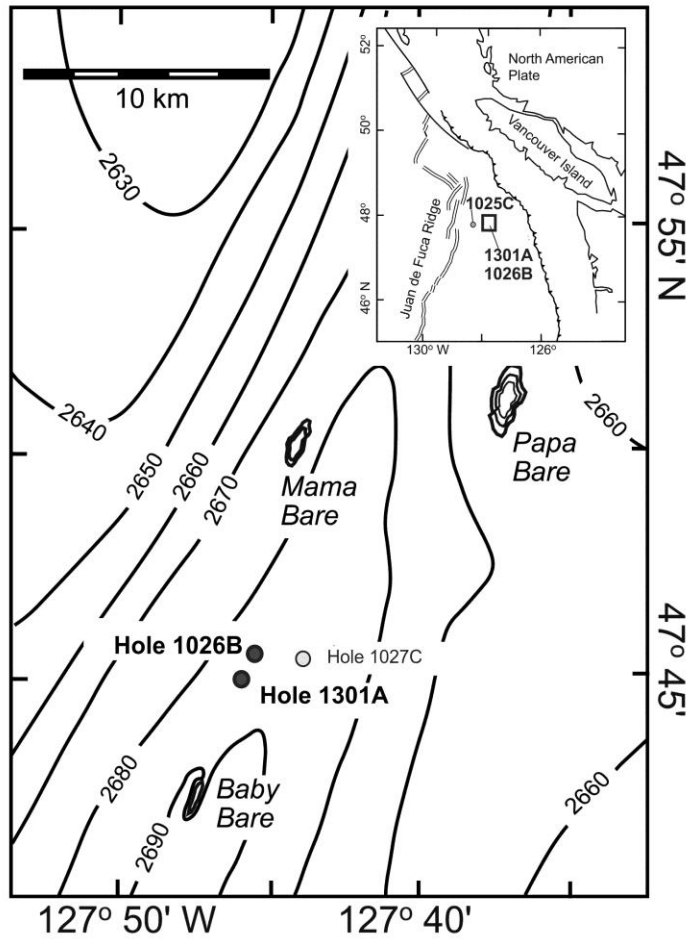 10 km
2630
2640
2650
2660
2670
2680
2690
2660
2660
52°
50°
48°
46° N
130° W
126°
North American
Plate
Vancouver Island
Juan de Fuca Ridge
1025C
1301A
1026B
47° 55' N
Papa
Bare
Mama
Bare
Hole 1026B
Hole 1027C
Hole 1301A
47° 45'
Baby
Bare
127° 50' W
127° 40'